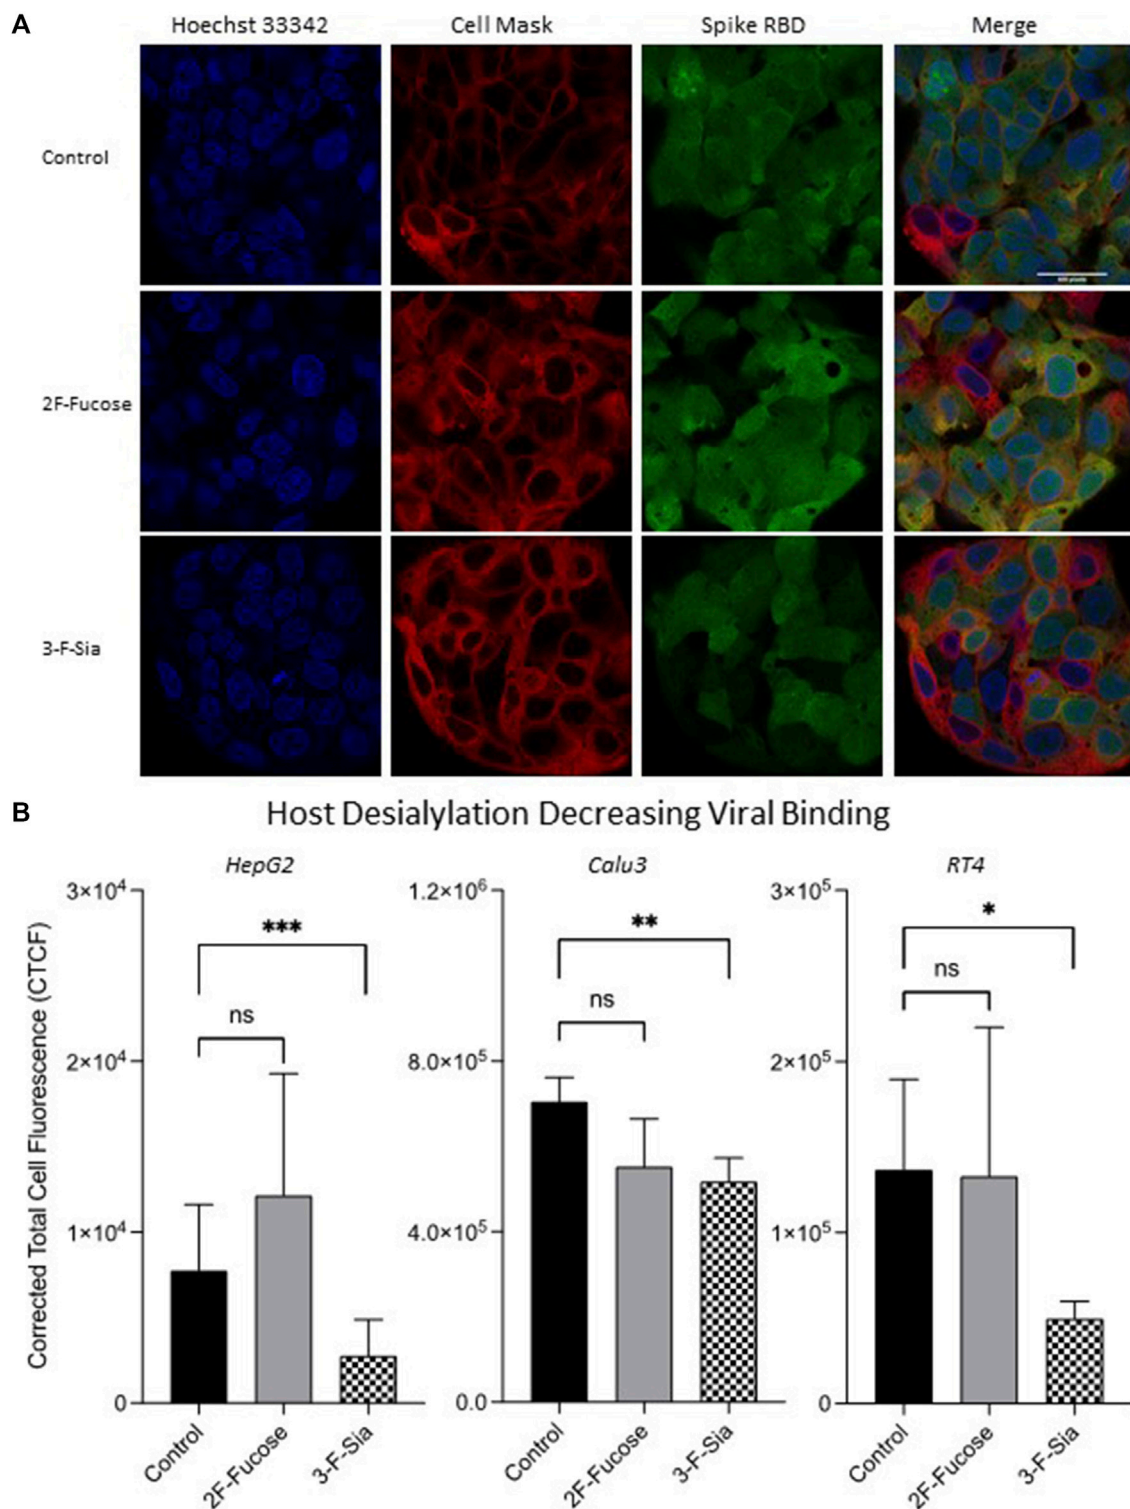 A
Hoechst 33342 Cell Mask Spike RBD Merge
Control
2F-Fucose
3-F-Sia
B
Host Desialylation Decreasing Viral Binding
HepG2 Calu3 RT4
Corrected Total Cell Fluorescence (CTCF)
3×10⁴
2×10⁴
1×10⁴
0
***
ns
Control
2F-Fucose
3-F-Sia
1.2×10⁶
8.0×10⁵
4.0×10⁵
0.0
**
ns
Control
2F-Fucose
3-F-Sia
3×10⁵
2×10⁵
1×10⁵
0
*
ns
Control
2F-Fucose
3-F-Sia